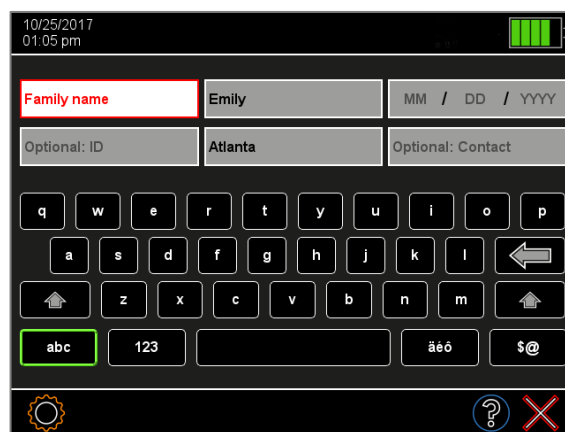 10/25/2017
01:05 pm
Family name Emily MM / DD / YYYY
Optional: ID Atlanta Optional: Contact
q w e r t y u i o p
a s d f g h j k l
z x c v b n m
abc 123 äéô $@
?